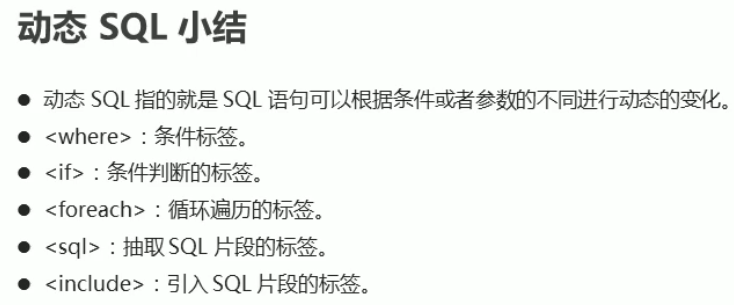 动态 SQL 小结
● 动态 SQL 指的就是 SQL 语句可以根据条件或者参数的不同进行动态的变化。
● <where>：条件标签。
● <if>：条件判断的标签。
● <foreach>：循环遍历的标签。
● <sql>：抽取 SQL 片段的标签。
● <include>：引入 SQL 片段的标签。